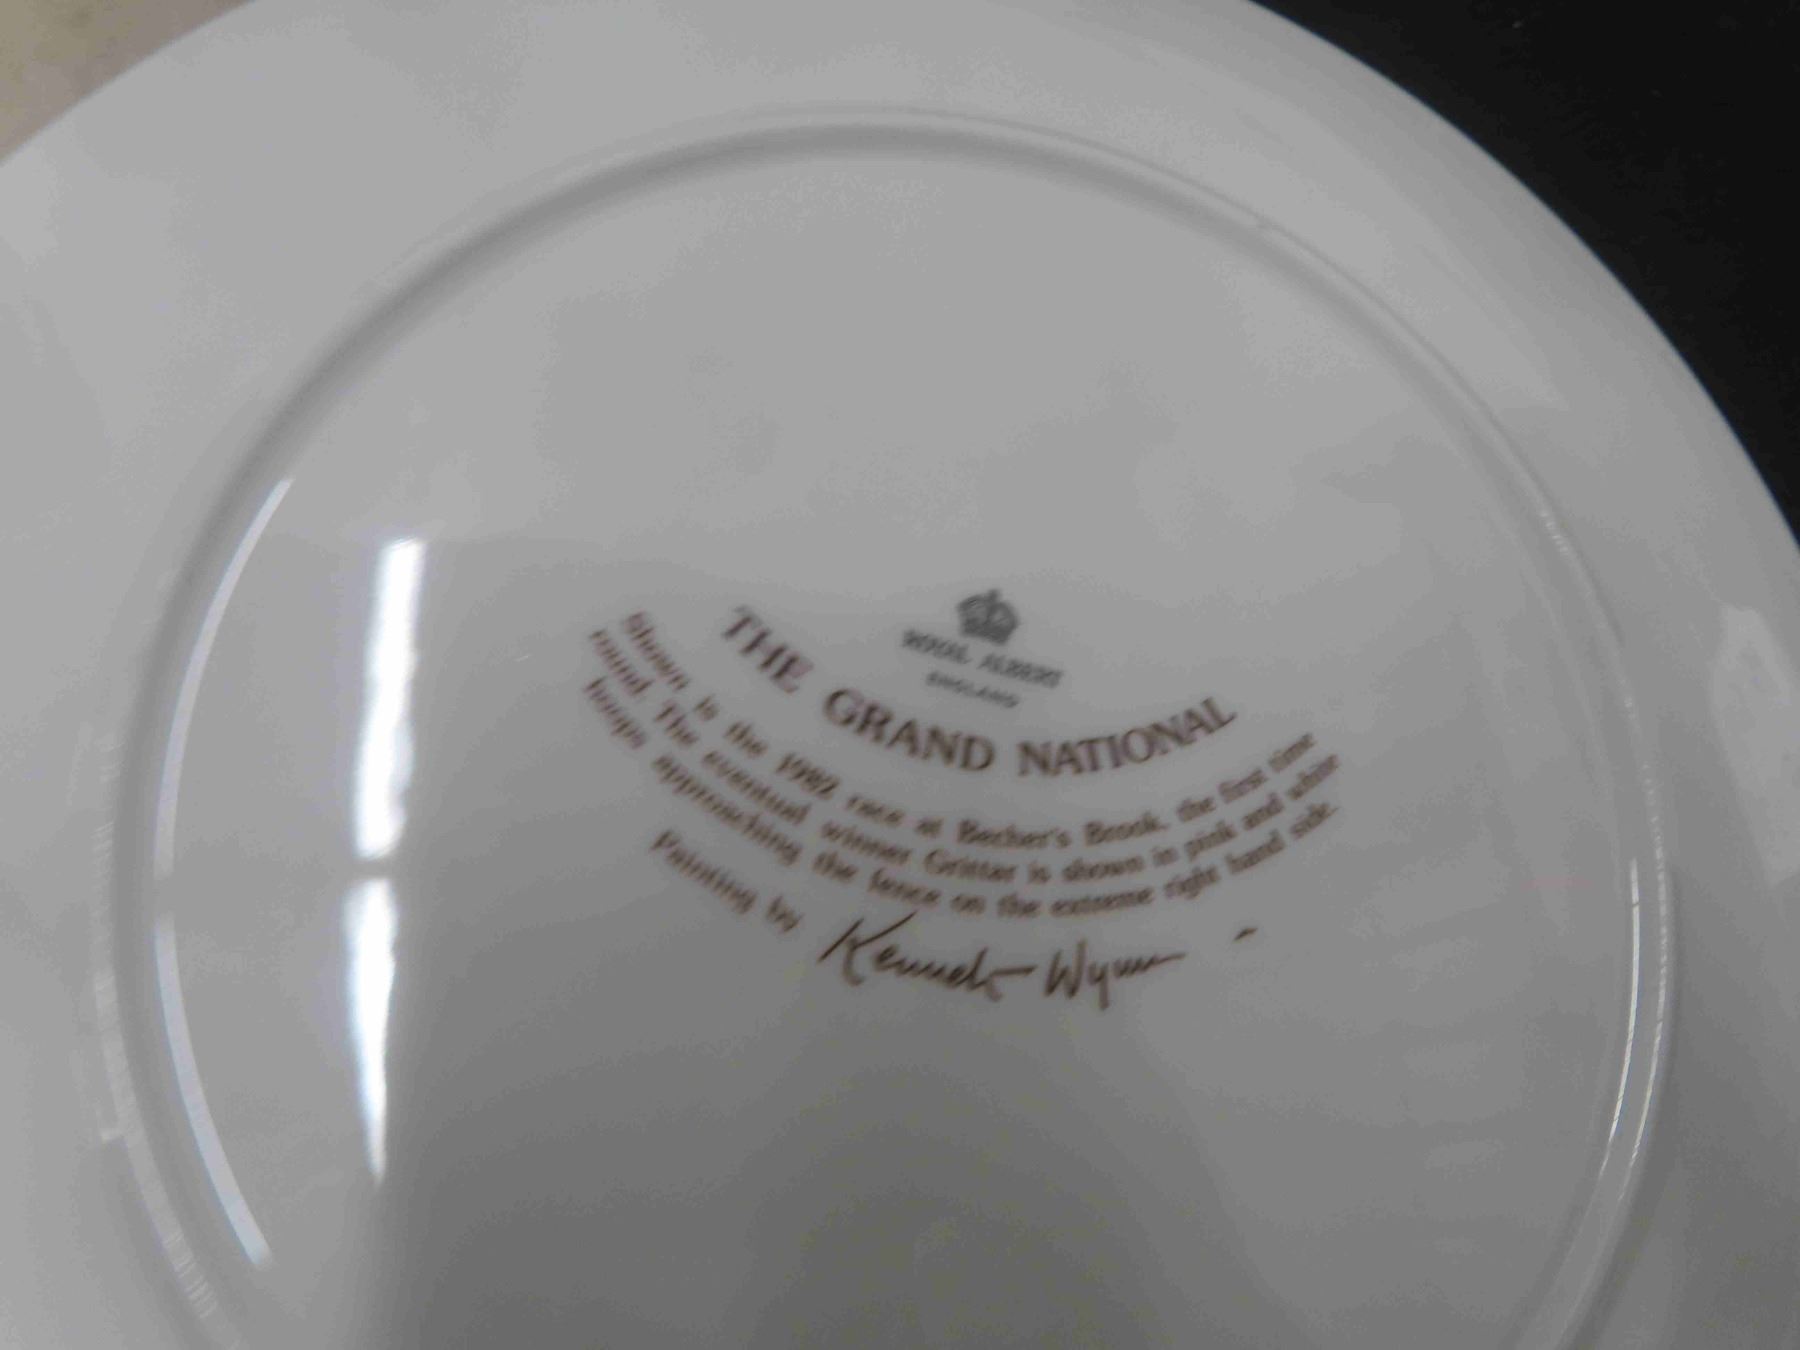 ROYAL ALBERT
ENGLAND
THE GRAND NATIONAL
Shown is the 1982 race at Becher's Brook, the first time
round. The eventual winner Grittar is shown in pink and white
hoops approaching the fence on the extreme right hand side.
Painting by Kenneth Wynn